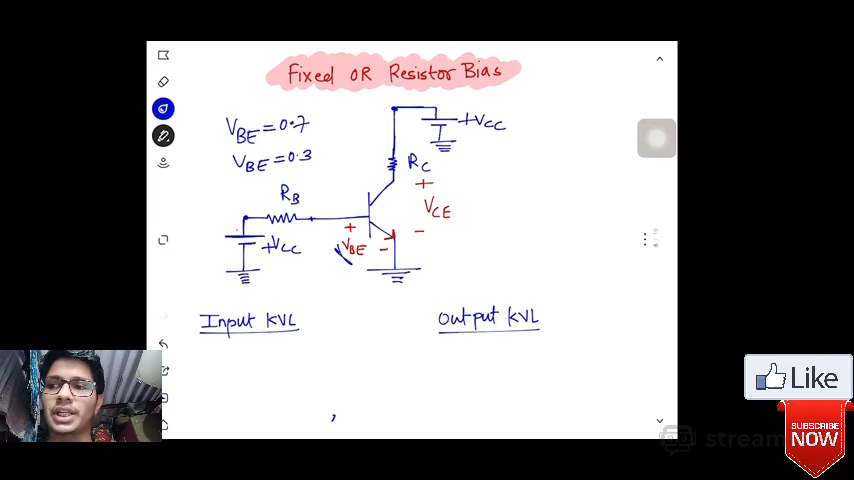 Fixed OR Resistor Bias
VBE = 0.7
VBE = 0.3
+VCC
RC
RB
+
VCE
-
+
VBE -
+VCC
Input KVL
Output KVL
Like
SUBSCRIBE
NOW
stream